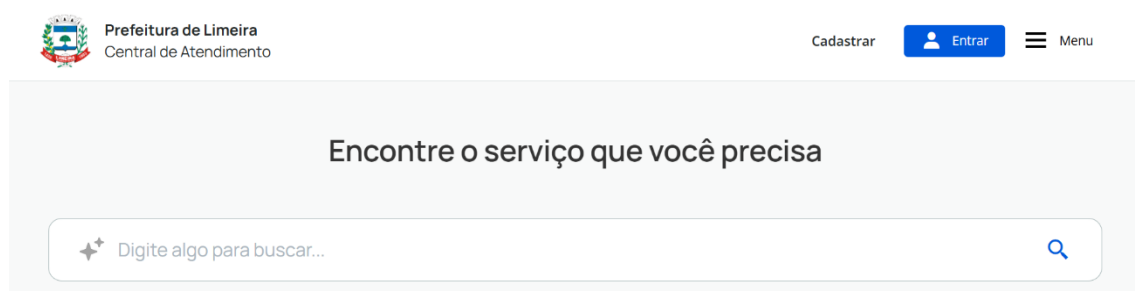 Prefeitura de Limeira
Central de Atendimento
Cadastrar
Entrar
Menu
Encontre o serviço que você precisa
Digite algo para buscar...